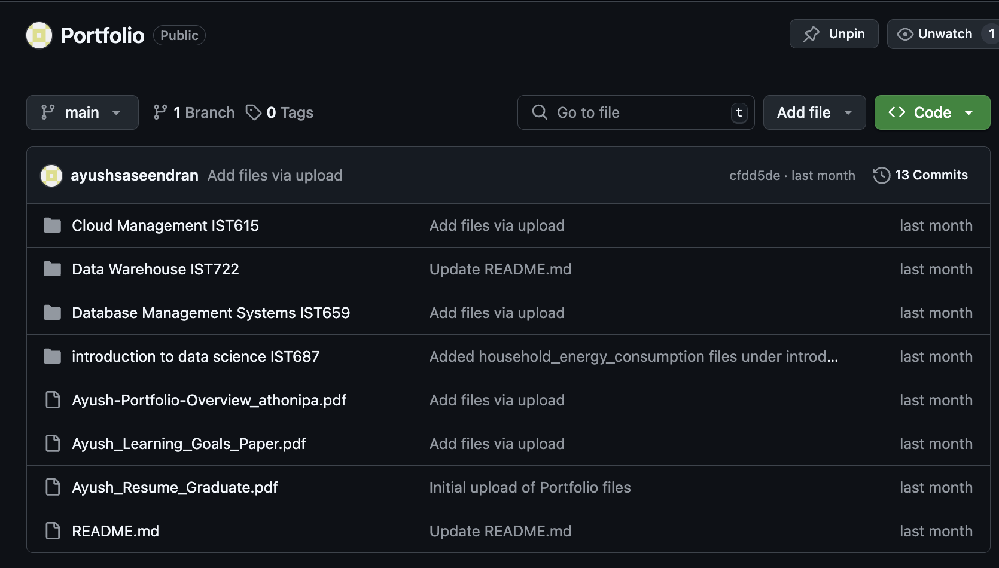 Portfolio Public Unpin Unwatch 1
main 1 Branch 0 Tags Go to file t Add file Code
ayushsaseendran Add files via upload cfdd5de · last month 13 Commits
Cloud Management IST615 Add files via upload last month
Data Warehouse IST722 Update README.md last month
Database Management Systems IST659 Add files via upload last month
introduction to data science IST687 Added household_energy_consumption files under introd... last month
Ayush-Portfolio-Overview_athonipa.pdf Add files via upload last month
Ayush_Learning_Goals_Paper.pdf Add files via upload last month
Ayush_Resume_Graduate.pdf Initial upload of Portfolio files last month
README.md Update README.md last month